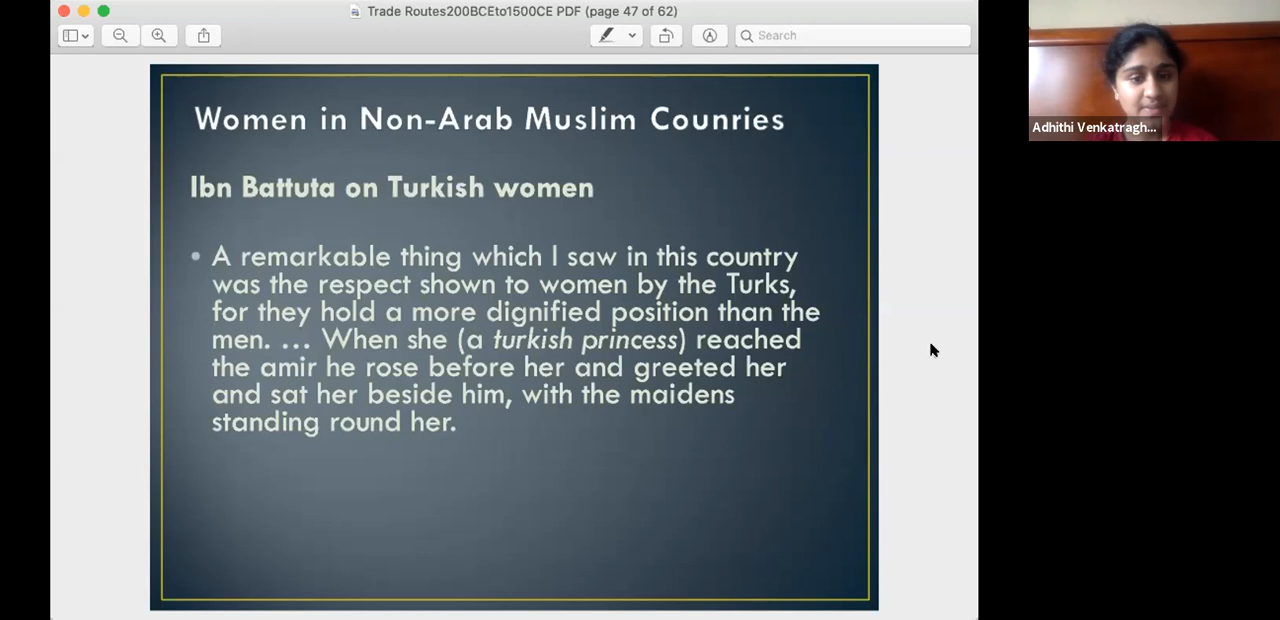 Trade Routes200BCEto1500CE PDF (page 47 of 62)
Search
Women in Non-Arab Muslim Counries
Ibn Battuta on Turkish women
• A remarkable thing which I saw in this country
was the respect shown to women by the Turks,
for they hold a more dignified position than the
men. … When she (a turkish princess) reached
the amir he rose before her and greeted her
and sat her beside him, with the maidens
standing round her.
Adhithi Venkatragh...